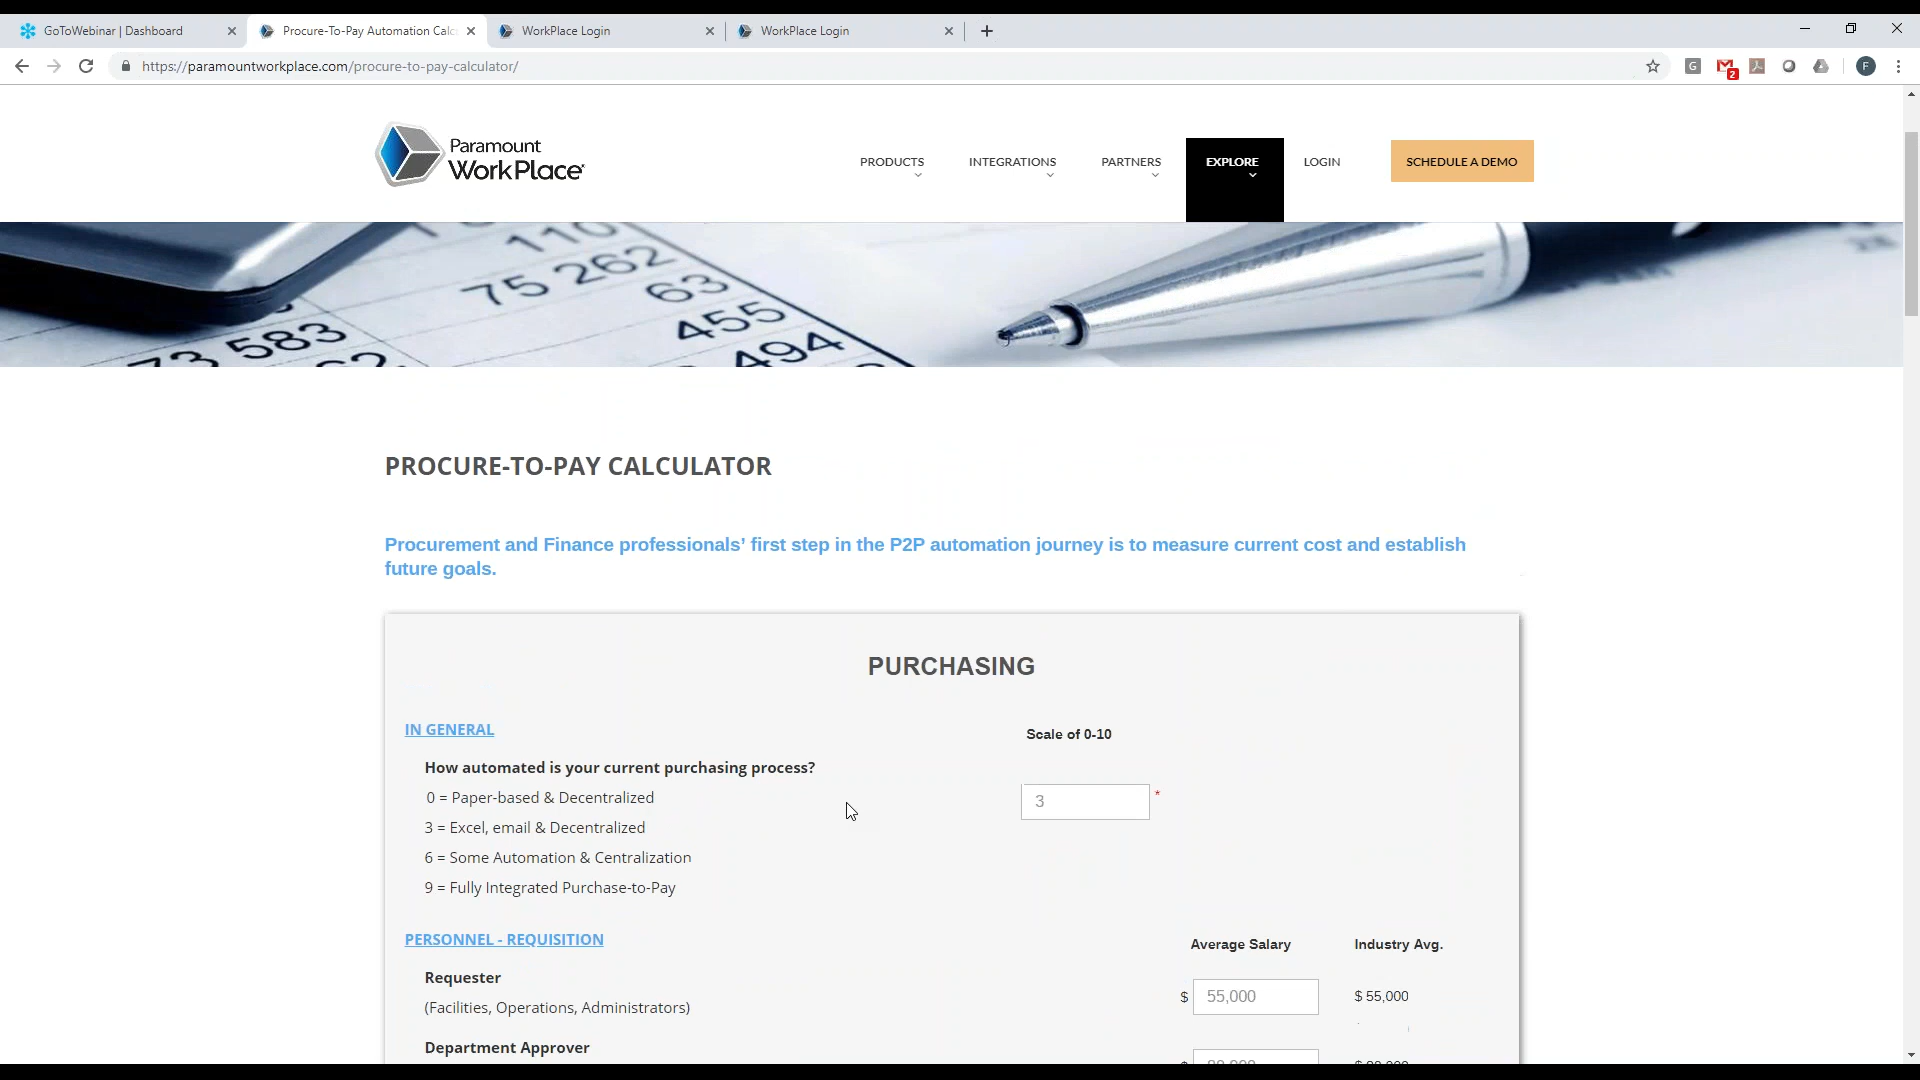 GoToWebinar | Dashboard
Procure-To-Pay Automation Calc
WorkPlace Login
WorkPlace Login
https://paramountworkplace.com/procure-to-pay-calculator/
G
2
F
Paramount
WorkPlace
PRODUCTS
INTEGRATIONS
PARTNERS
EXPLORE
LOGIN
SCHEDULE A DEMO
110
75 262
63
455
494
583
PROCURE-TO-PAY CALCULATOR
Procurement and Finance professionals' first step in the P2P automation journey is to measure current cost and establish
future goals.
PURCHASING
IN GENERAL
Scale of 0-10
How automated is your current purchasing process?
0 = Paper-based & Decentralized
3 *
3 = Excel, email & Decentralized
6 = Some Automation & Centralization
9 = Fully Integrated Purchase-to-Pay
PERSONNEL - REQUISITION
Average Salary
Industry Avg.
Requester
$ 55,000
$ 55,000
(Facilities, Operations, Administrators)
Department Approver